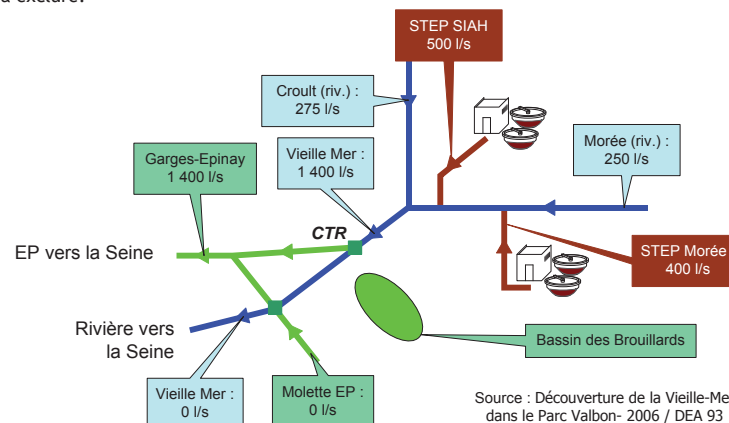 à exclure.
STEP SIAH
500 l/s
Croult (riv.) :
275 l/s
Morée (riv.) :
250 l/s
Garges-Epinay
1 400 l/s
Vieille Mer :
1 400 l/s
CTR
EP vers la Seine
STEP Morée
400 l/s
Rivière vers
la Seine
Bassin des Brouillards
Vieille Mer :
0 l/s
Molette EP :
0 l/s
Source : Découverture de la Vieille-Me
dans le Parc Valbon- 2006 / DEA 93